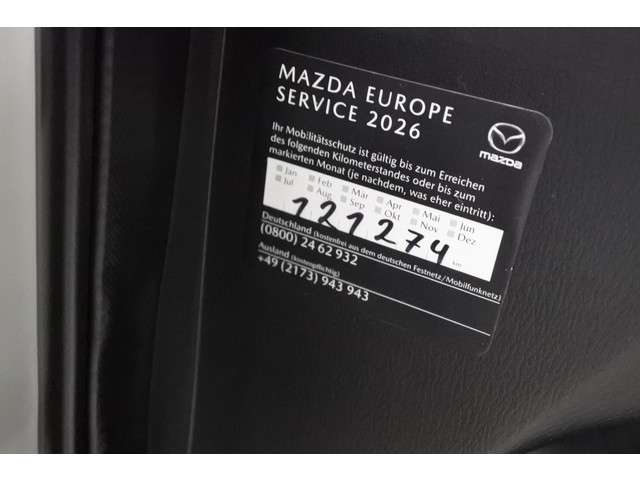 MAZDA EUROPE
SERVICE 2026
mazda
Ihr Mobilitätsschutz ist gültig bis zum Erreichen
des folgenden Kilometerstandes oder bis zum
markierten Monat (je nachdem, was eher eintritt):
Jan Feb Mär Apr Mai Jun
Jul Aug Sep Okt Nov Dez
121274 km
Deutschland (kostenfrei aus dem deutschen Festnetz/Mobilfunknetz)
(0800) 24 62 932
Ausland (kostenpflichtig)
+49 (2173) 943 943